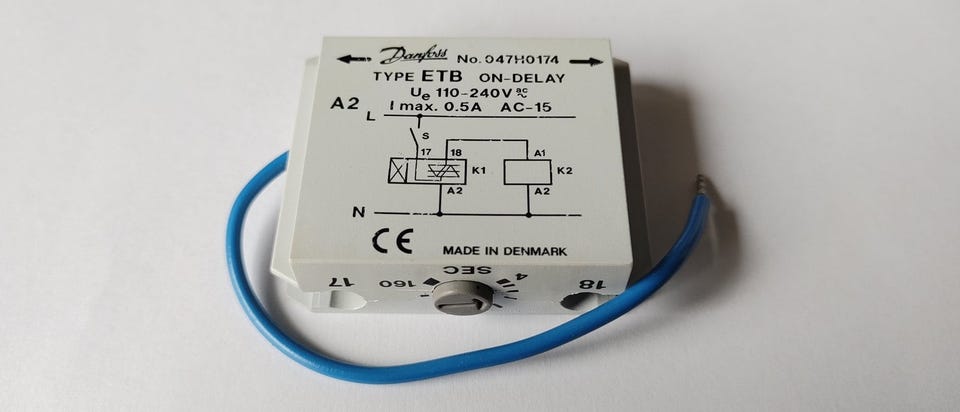 Danfoss No. 047H0174
TYPE ETB ON-DELAY
Ue 110-240V ac
A2 I max. 0.5A AC-15
L
S
17 18 A1
K1 K2
A2 A2
N
CE MADE IN DENMARK
SEC
17 160 4 18